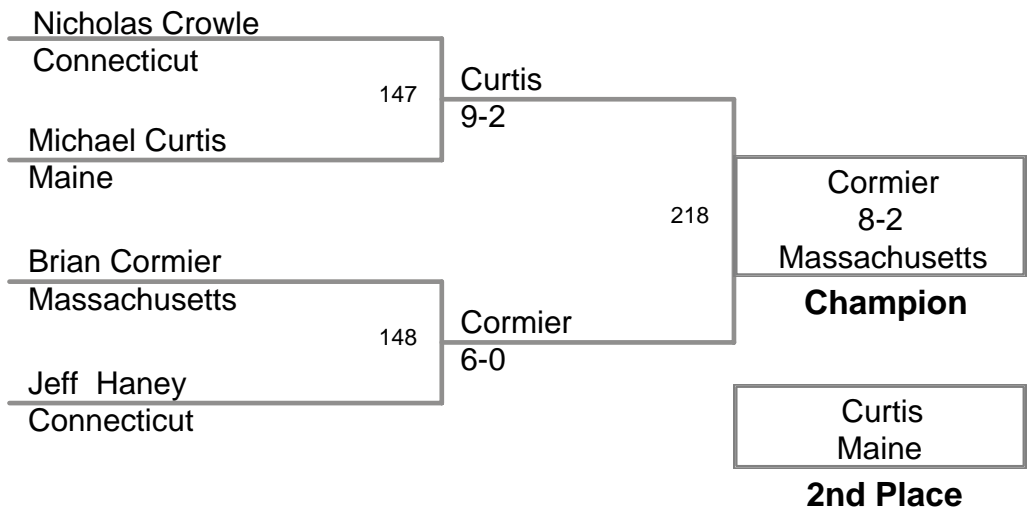 Nicholas Crowle
Connecticut
147
Michael Curtis
Maine
Curtis
9-2
Brian Cormier
Massachusetts
148
Jeff  Haney
Connecticut
Cormier
6-0
218
Cormier
8-2
Massachusetts
Champion
Curtis
Maine
2nd Place